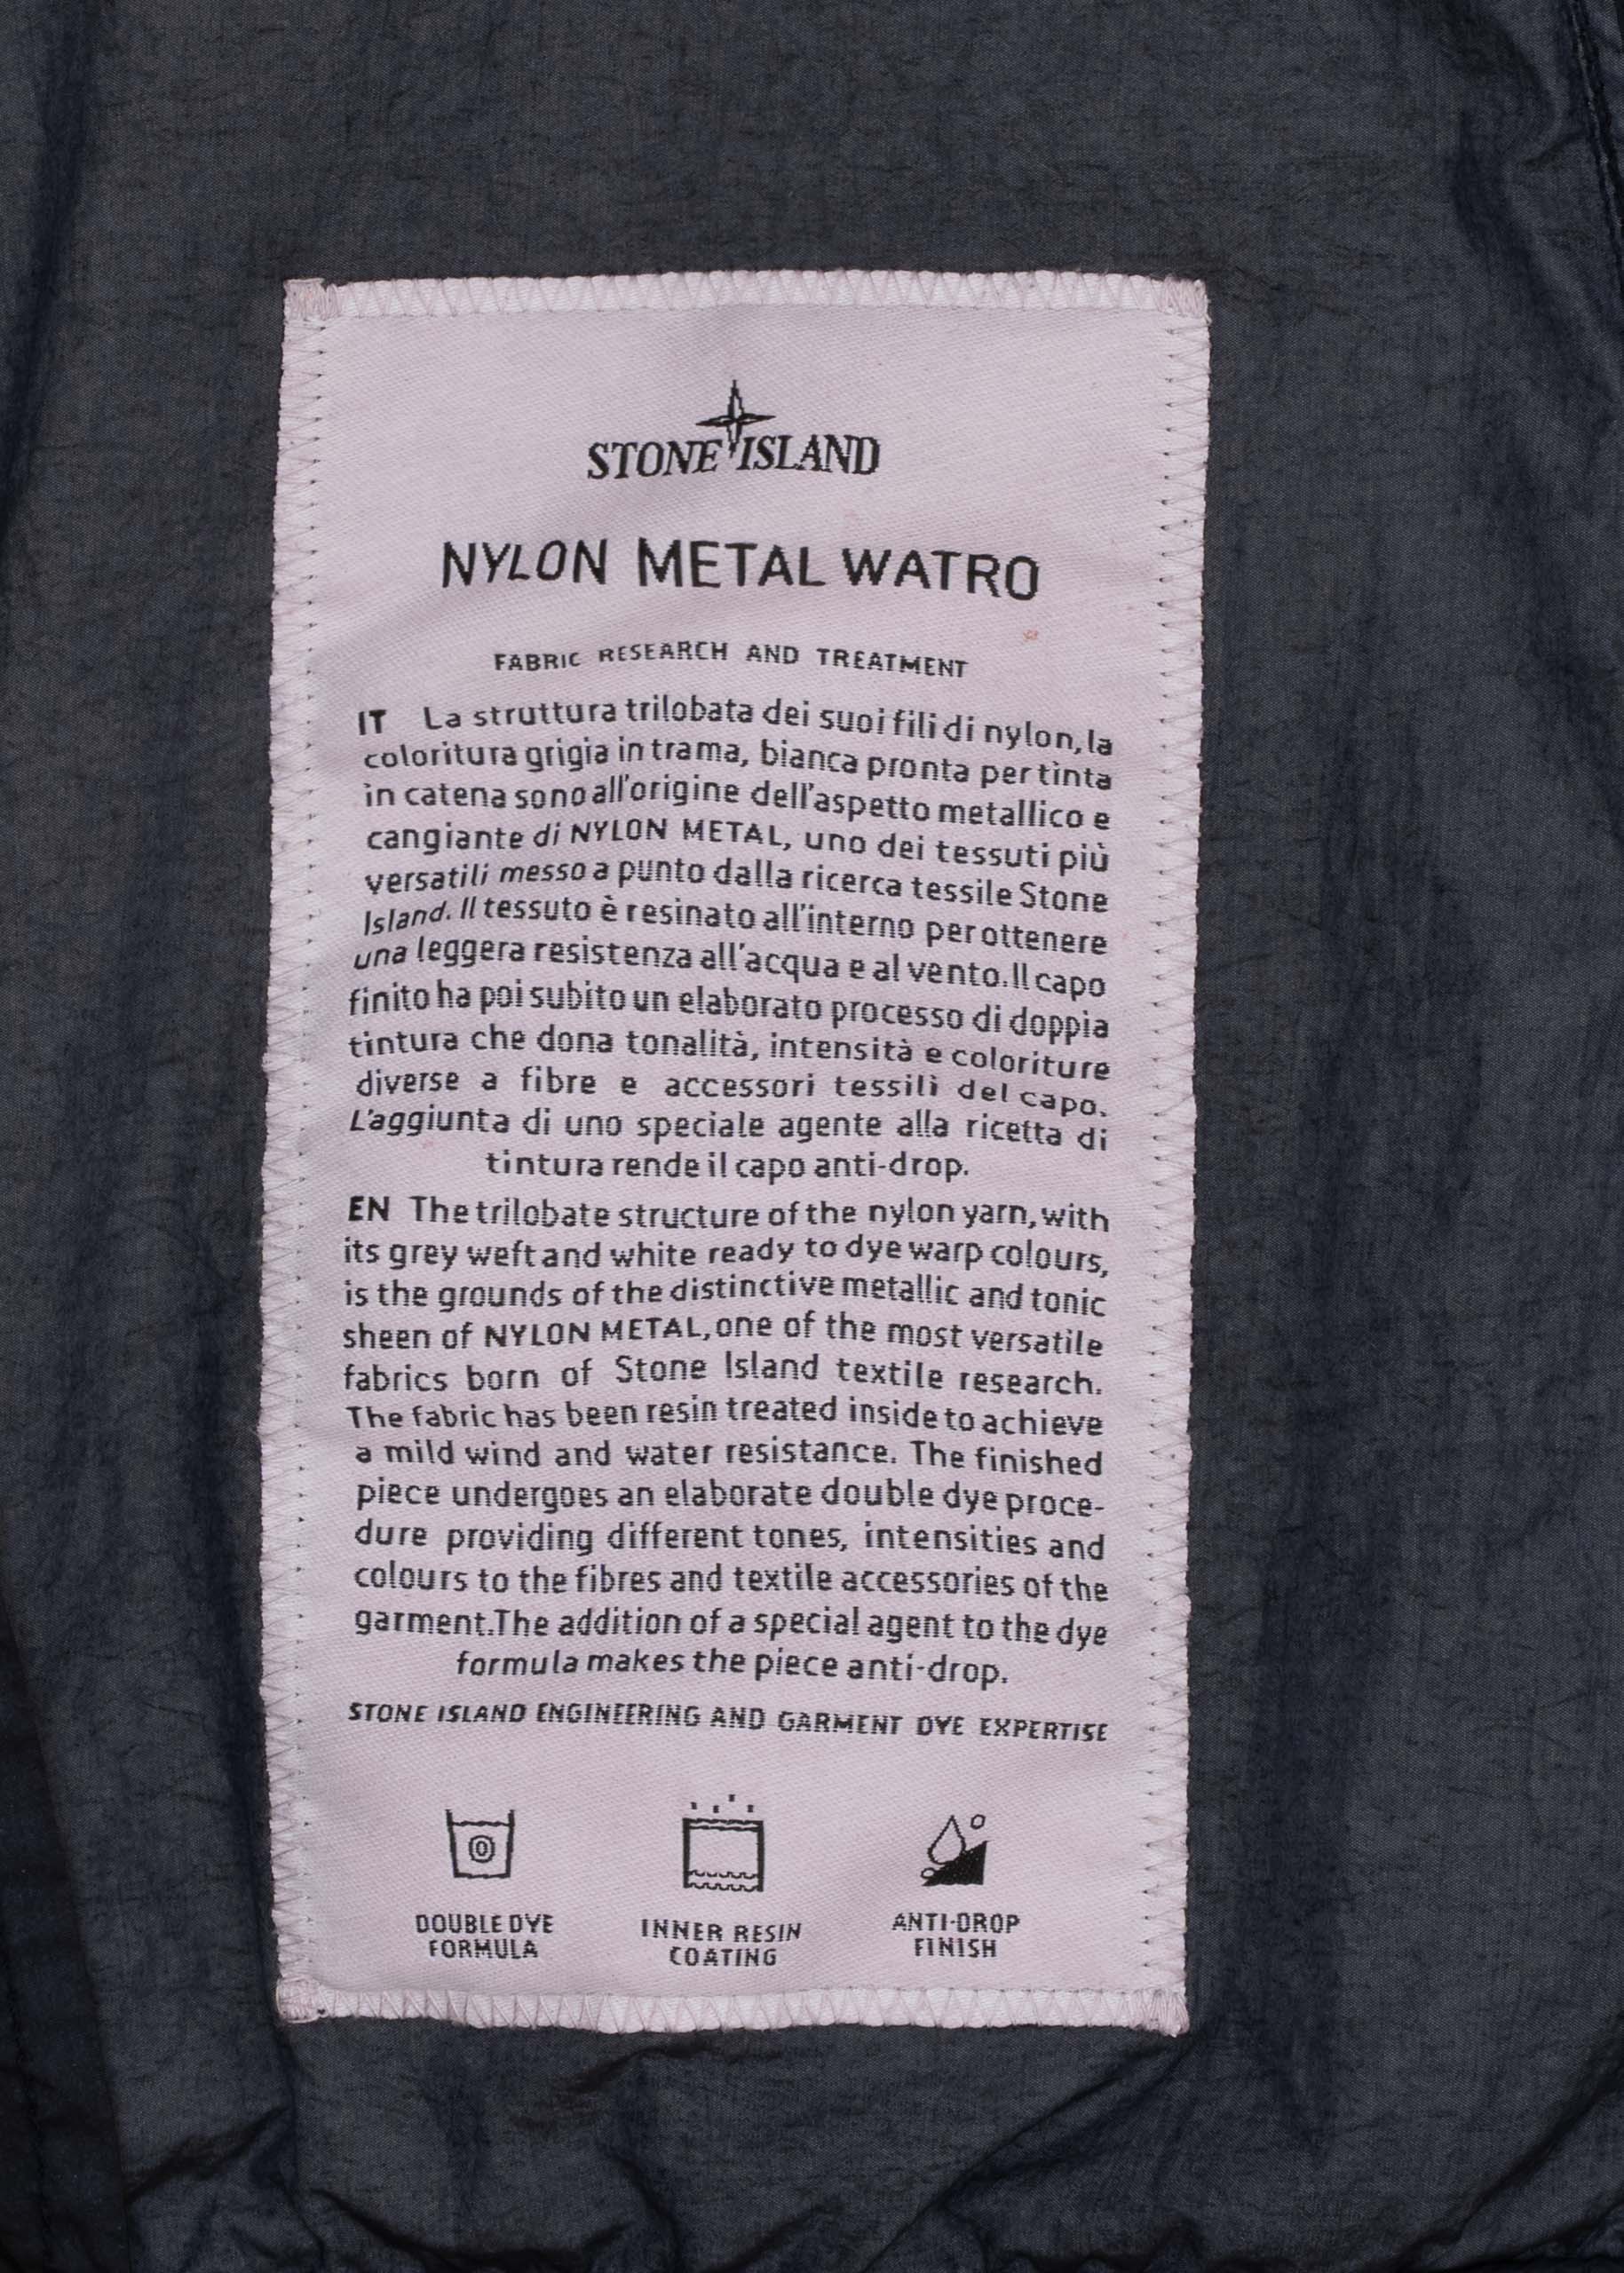 STONE ISLAND
NYLON METAL WATRO
FABRIC RESEARCH AND TREATMENT
IT La struttura trilobata dei suoi fili di nylon, la
coloritura grigia in trama, bianca pronta per tinta
in catena sono all'origine dell'aspetto metallico e
cangiante di NYLON METAL, uno dei tessuti più
versatili messo a punto dalla ricerca tessile Stone
Island. Il tessuto è resinato all'interno per ottenere
una leggera resistenza all'acqua e al vento. Il capo
finito ha poi subito un elaborato processo di doppia
tintura che dona tonalità, intensità e coloriture
diverse a fibre e accessori tessili del capo.
L'aggiunta di uno speciale agente alla ricetta di
tintura rende il capo anti-drop.
EN The trilobate structure of the nylon yarn, with
its grey weft and white ready to dye warp colours,
is the grounds of the distinctive metallic and tonic
sheen of NYLON METAL, one of the most versatile
fabrics born of Stone Island textile research.
The fabric has been resin treated inside to achieve
a mild wind and water resistance. The finished
piece undergoes an elaborate double dye proce-
dure providing different tones, intensities and
colours to the fibres and textile accessories of the
garment. The addition of a special agent to the dye
formula makes the piece anti-drop.
STONE ISLAND ENGINEERING AND GARMENT DYE EXPERTISE
DOUBLE DYE
FORMULA
INNER RESIN
COATING
ANTI-DROP
FINISH